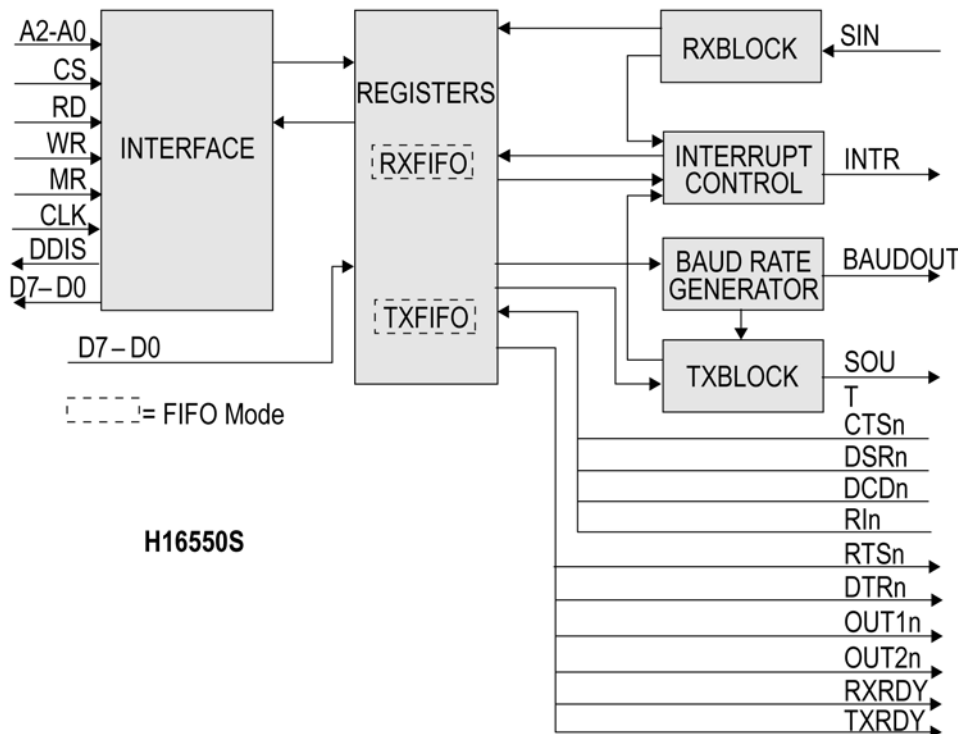 A2-A0
CS
RD
WR
MR
CLK
DDIS
D7-D0
INTERFACE
D7-D0
= FIFO Mode
H16550S
REGISTERS
RXFIFO
TXFIFO
RXBLOCK
INTERRUPT
CONTROL
BAUD RATE
GENERATOR
TXBLOCK
SIN
INTR
BAUDOUT
SOU
T
CTSn
DSRn
DCDn
RIn
RTSn
DTRn
OUT1n
OUT2n
RXRDY
TXRDY